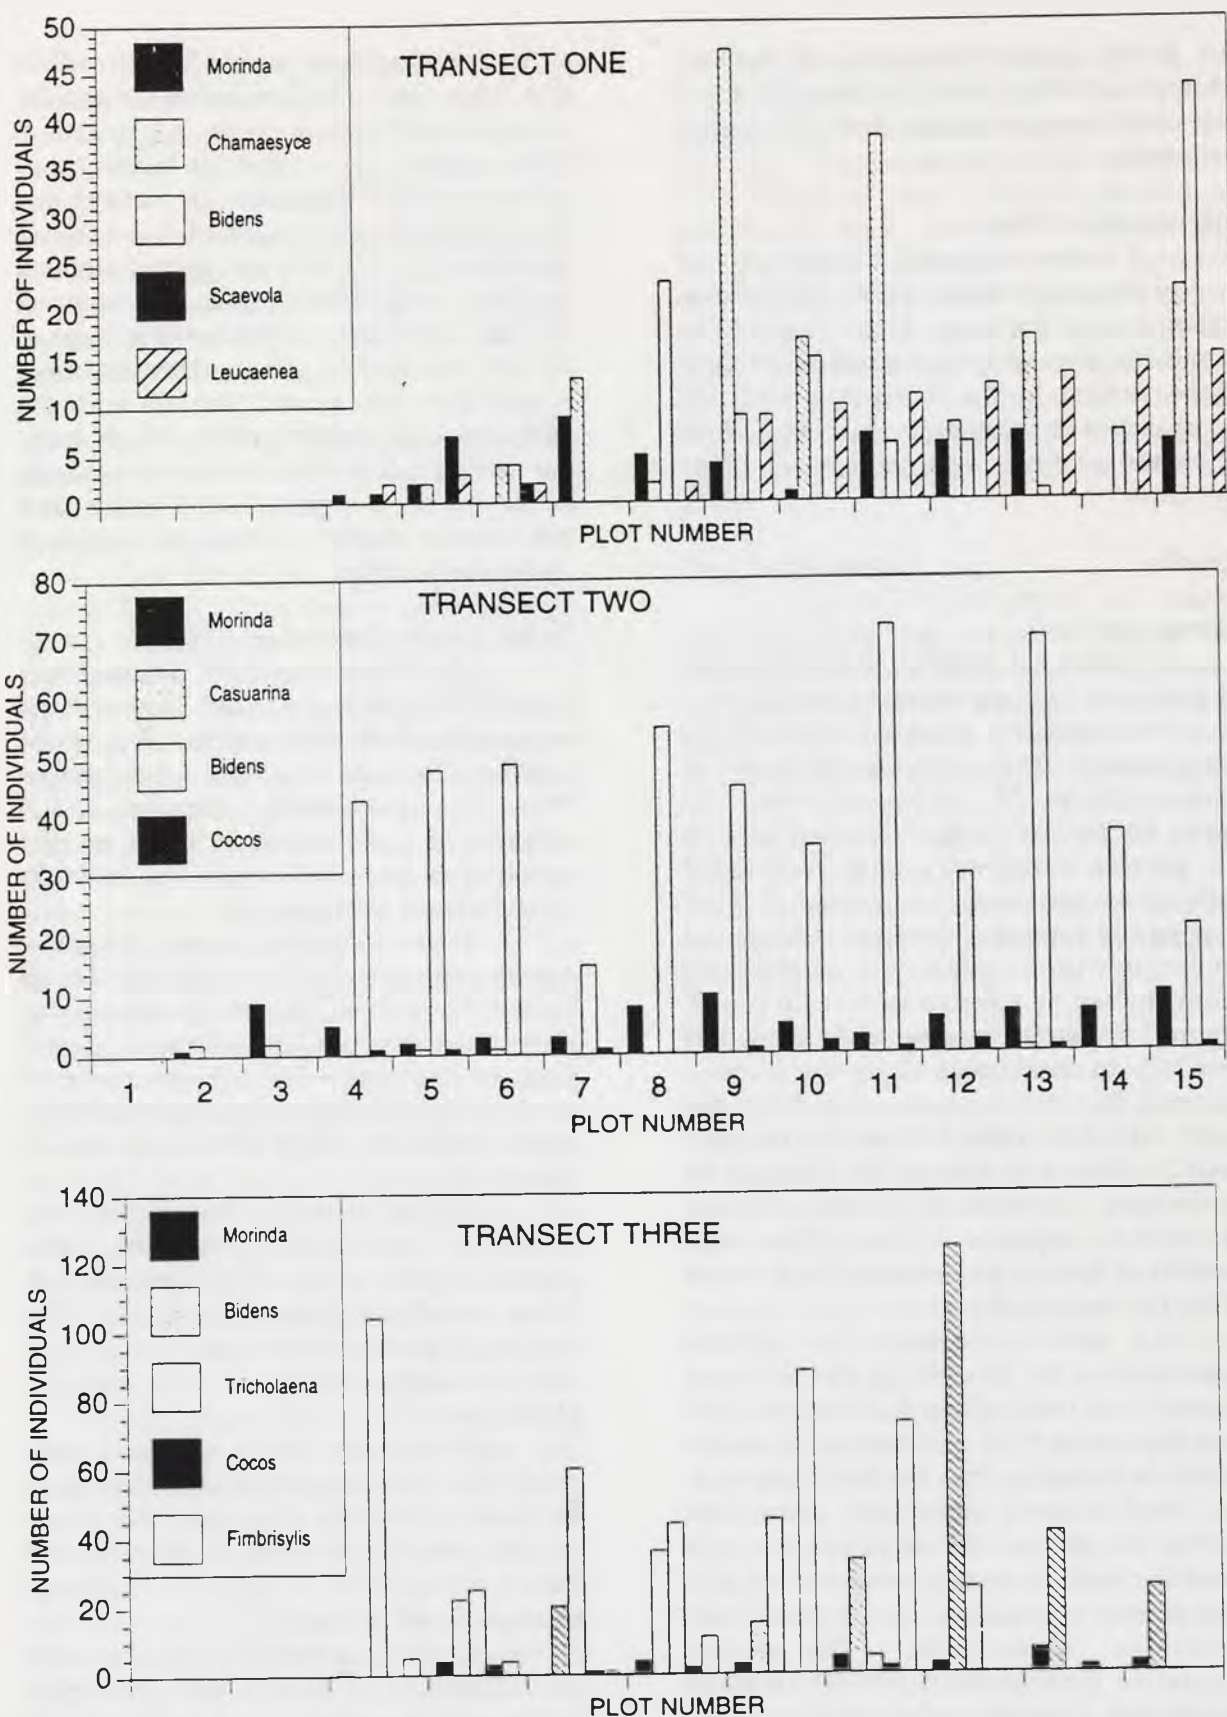 TRANSECT ONE
NUMBER OF INDIVIDUALS
50
45
40
35
30
25
20
15
10
5
0
Morinda
Chamaesyce
Bidens
Scaevola
Leucaenea
PLOT NUMBER
TRANSECT TWO
NUMBER OF INDIVIDUALS
80
70
60
50
40
30
20
10
0
Morinda
Casuarina
Bidens
Cocos
1 2 3 4 5 6 7 8 9 10 11 12 13 14 15
PLOT NUMBER
TRANSECT THREE
NUMBER OF INDIVIDUALS
140
120
100
80
60
40
20
0
Morinda
Bidens
Tricholaena
Cocos
Fimbrisylis
PLOT NUMBER